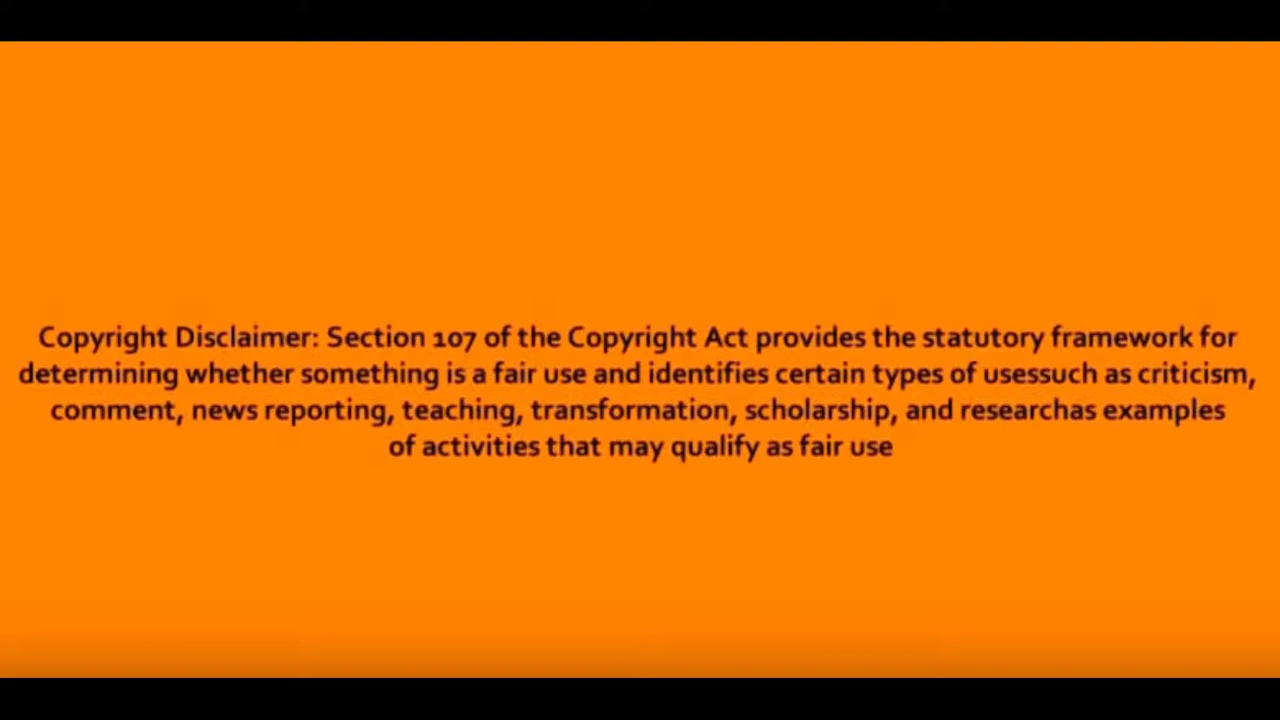 Copyright Disclaimer: Section 107 of the Copyright Act provides the statutory framework for
determining whether something is a fair use and identifies certain types of usessuch as criticism,
comment, news reporting, teaching, transformation, scholarship, and researchas examples
of activities that may qualify as fair use